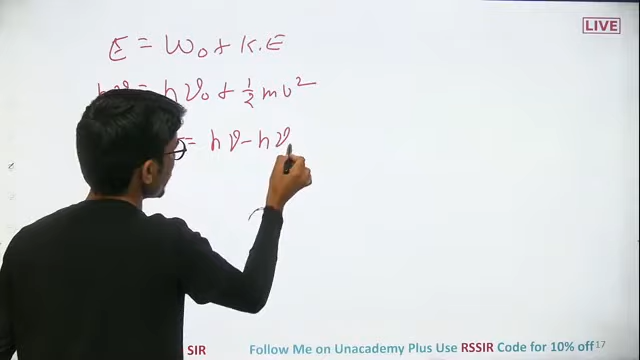 LIVE
E = W₀ + K.E
hν = hν₀ + 1/2 mv²
= hν - hν
SIR Follow Me on Unacademy Plus Use RSSIR Code for 10% off 17